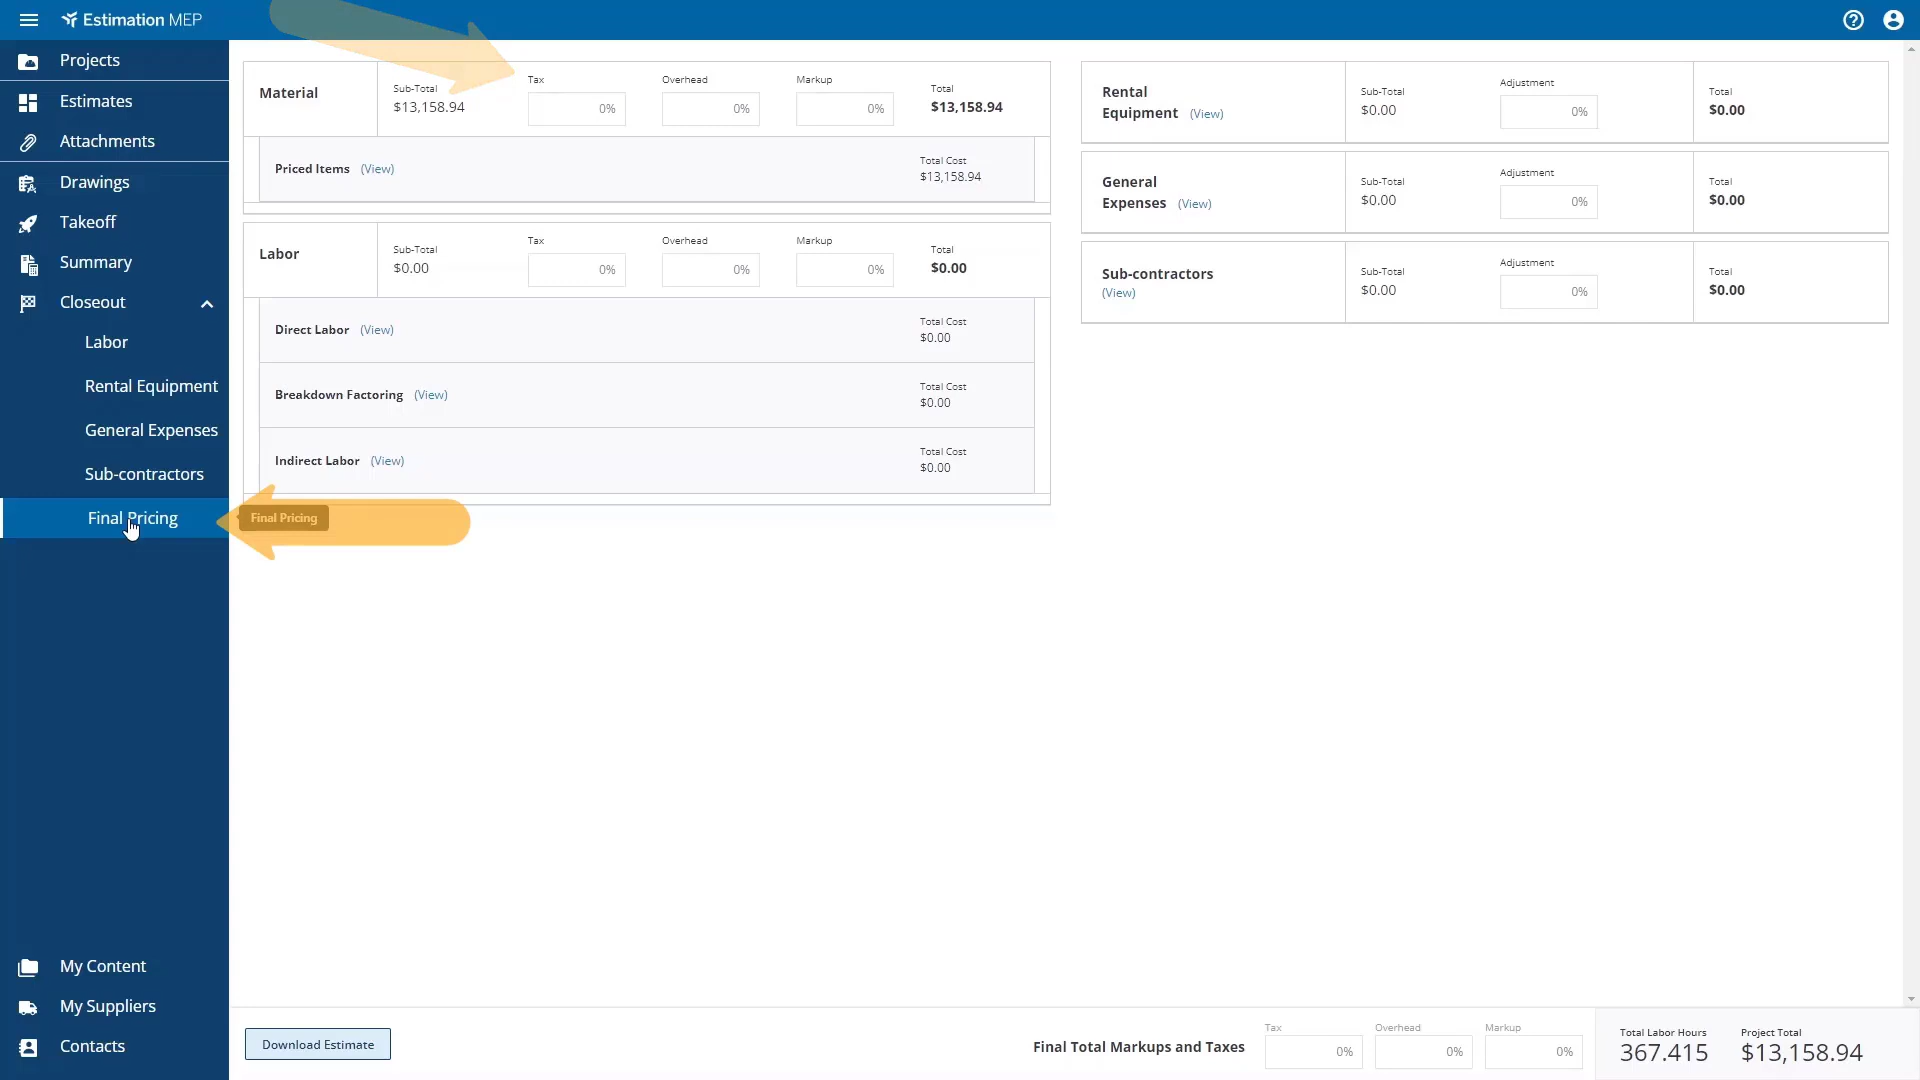 Estimation MEP
Projects
Estimates
Attachments
Drawings
Takeoff
Summary
Closeout
Labor
Rental Equipment
General Expenses
Sub-contractors
Final Pricing
My Content
My Suppliers
Contacts
Material
Sub-Total
$13,158.94
Tax
0%
Overhead
0%
Markup
0%
Total
$13,158.94
Priced Items (View)
Total Cost
$13,158.94
Labor
Sub-Total
$0.00
Tax
0%
Overhead
0%
Markup
0%
Total
$0.00
Direct Labor (View)
Total Cost
$0.00
Breakdown Factoring (View)
Total Cost
$0.00
Indirect Labor (View)
Total Cost
$0.00
Final Pricing
Rental
Equipment (View)
Sub-Total
$0.00
Adjustment
0%
Total
$0.00
General
Expenses (View)
Sub-Total
$0.00
Adjustment
0%
Total
$0.00
Sub-contractors
(View)
Sub-Total
$0.00
Adjustment
0%
Total
$0.00
Download Estimate
Final Total Markups and Taxes
Tax
0%
Overhead
0%
Markup
0%
Total Labor Hours
367.415
Project Total
$13,158.94